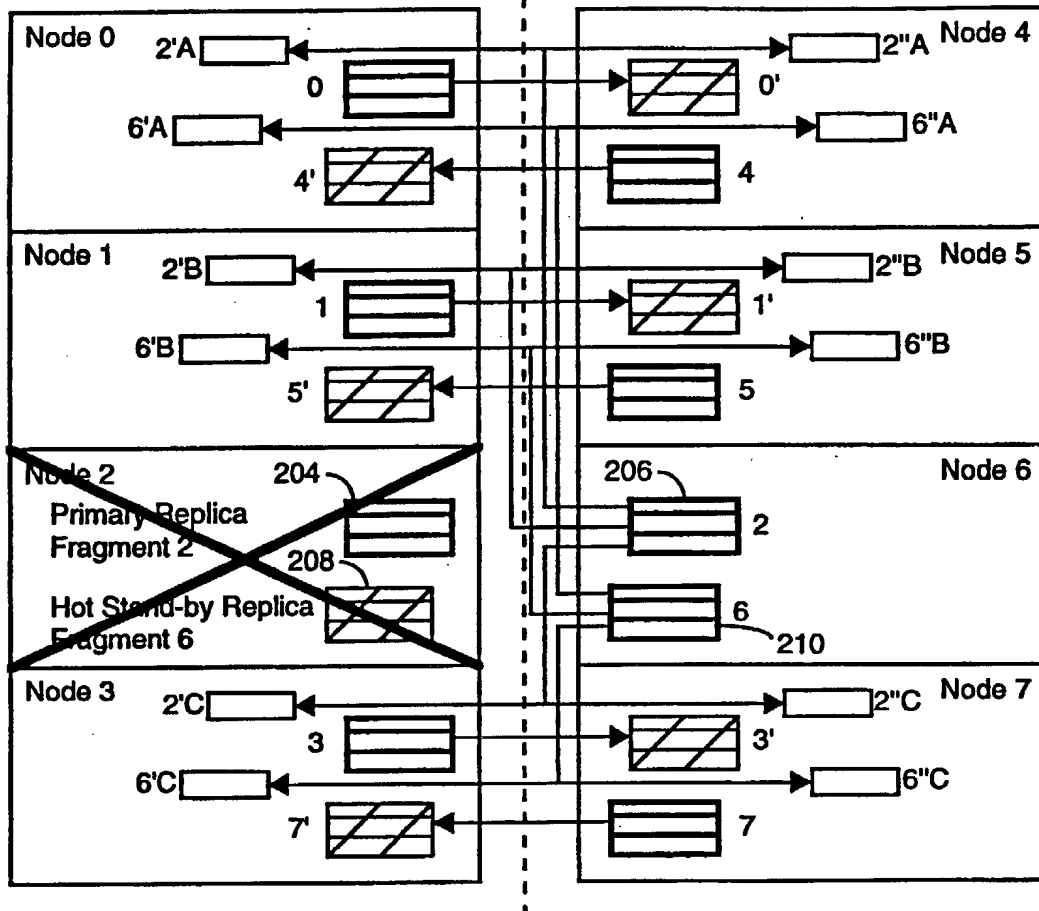 Node 0
2'A
0
6'A
4'
2"A
Node 4
0'
6"A
4
Node 1
2'B
1
6'B
5'
2"B
Node 5
1'
6"B
5
Node 2
204
Primary Replica
Fragment 2
208
Hot Stand-by Replica
Fragment 6
206
Node 6
2
6
210
Node 3
2'C
3
6'C
7'
2"C
Node 7
3'
6"C
7